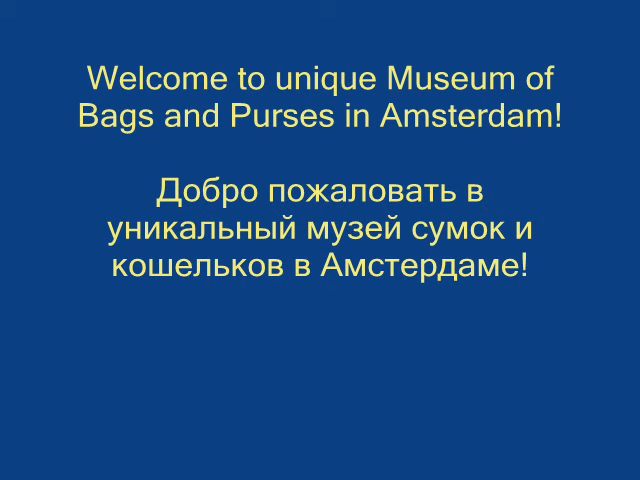 Welcome to unique Museum of
Bags and Purses in Amsterdam!
Добро пожаловать в
уникальный музей сумок и
кошельков в Амстердаме!